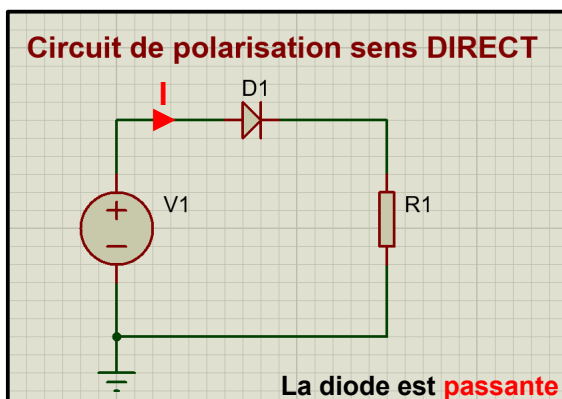 Circuit de polarisation sens DIRECT
I
D1
+
V1
R1
La diode est passante